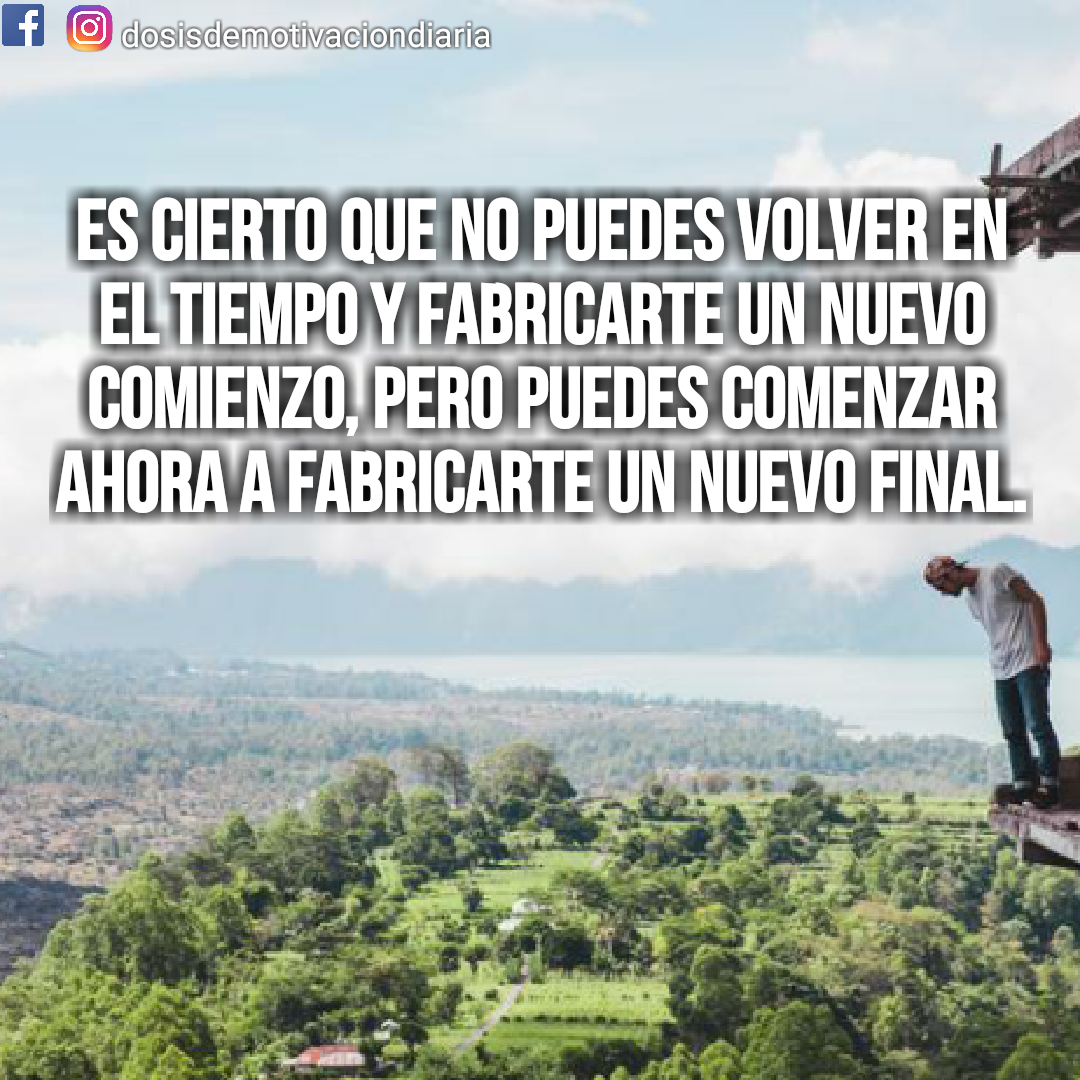 dosisdemotivaciondiaria
ES CIERTO QUE NO PUEDES VOLVER EN
EL TIEMPO Y FABRICARTE UN NUEVO
COMIENZO, PERO PUEDES COMENZAR
AHORA A FABRICARTE UN NUEVO FINAL.